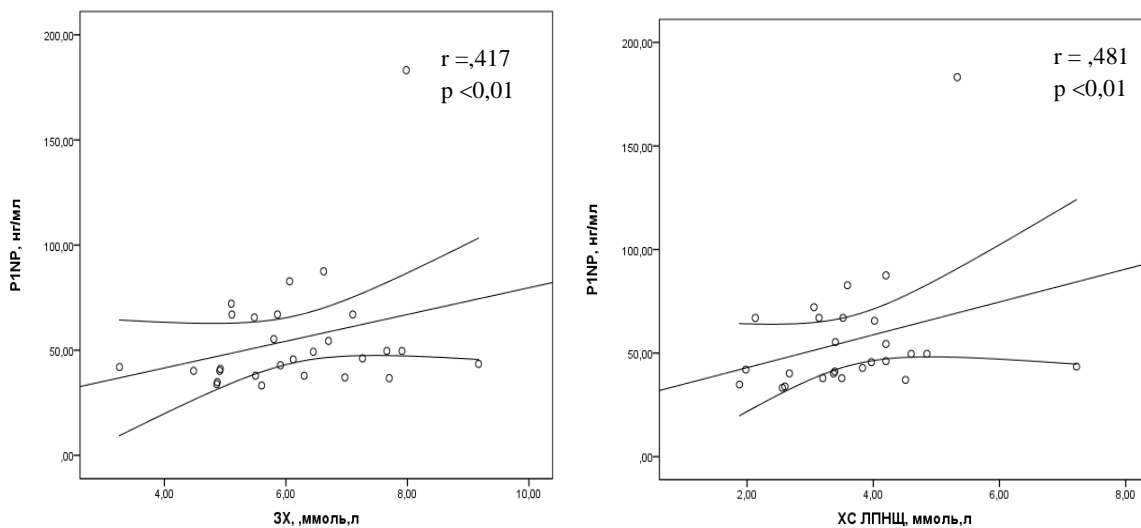 200,00
150,00
100,00
50,00
,00
P1NP, нг/мл
r =,417
p <0,01
4,00 6,00 8,00 10,00
ЗХ, ,ммоль,л
200,00
150,00
100,00
50,00
,00
P1NP, нг/мл
r = ,481
p <0,01
2,00 4,00 6,00 8,00
ХС ЛПНЩ, ммоль,л